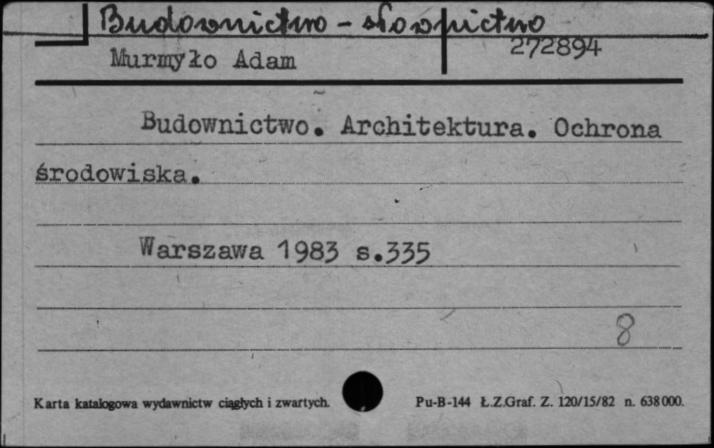 Budownictwo - słownictwo
Murmyło Adam 272894
Budownictwo. Architektura. Ochrona
środowiska.
Warszawa 1983 s.335
8
Karta katalogowa wydawnictw ciągłych i zwartych. Pu-B-144 Ł.Z.Graf. Z. 120/15/82 n. 638000.